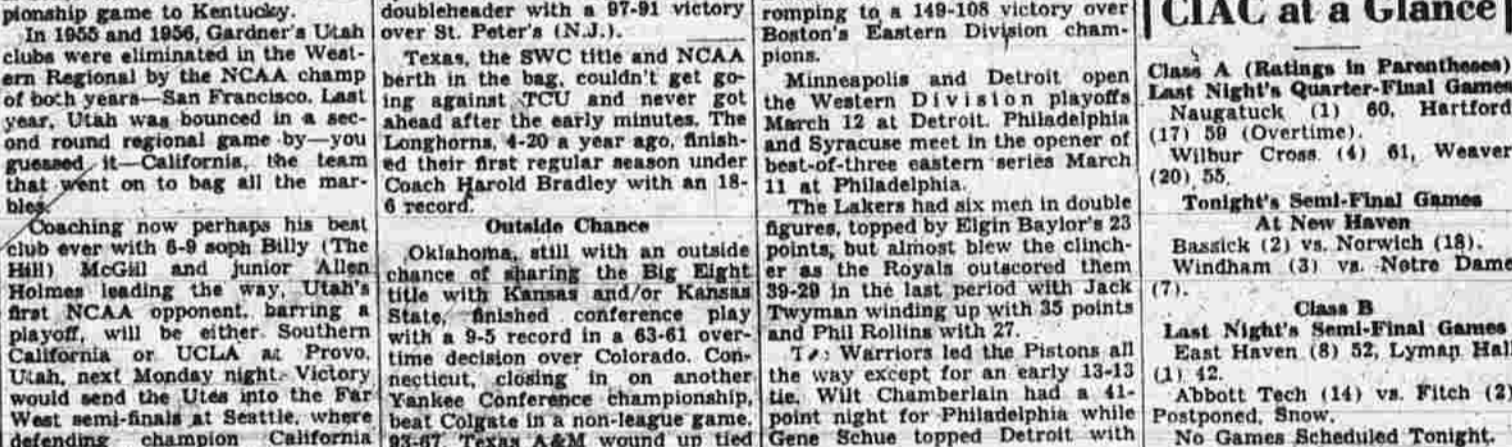 pionship game to Kentucky.
In 1955 and 1956, Gardner's Utah
clubs were eliminated in the West-
ern Regional by the NCAA champ
of both years—San Francisco. Last
year, Utah was bounced in a sec-
ond round regional game by—you
guessed it—California, the team
that went on to bag all the mar-
bles.
Coaching now perhaps his best
club ever with 6-9 soph Billy (The
Hill) McGill and junior Allen
Holmes leading the way, Utah's
first NCAA opponent, barring a
playoff, will be either Southern
California or UCLA at Provo,
Utah, next Monday night. Victory
would send the Utes into the Far
West semi-finals at Seattle, where
defending champion California
doubleheader with a 97-91 victory
over St. Peter's (N.J.).
Texas, the SWC title and NCAA
berth in the bag, couldn't get go-
ing against TCU and never got
ahead after the early minutes. The
Longhorns, 4-20 a year ago, finish-
ed their first regular season under
Coach Harold Bradley with an 18-
6 record.
Outside Chance
Oklahoma, still with an outside
chance of sharing the Big Eight
title with Kansas and/or Kansas
State, finished conference play
with a 9-5 record in a 63-61 over-
time decision over Colorado. Con-
necticut, closing in on another
Yankee Conference championship,
beat Colgate in a non-league game,
93-67. Texas A&M wound up tied
romping to a 149-108 victory over
Boston's Eastern Division cham-
pions.
Minneapolis and Detroit open
the Western Division playoffs
March 12 at Detroit. Philadelphia
and Syracuse meet in the opener of
best-of-three eastern series March
11 at Philadelphia.
The Lakers had six men in double
figures, topped by Elgin Baylor's 23
points, but almost blew the clinch-
er as the Royals outscored them
39-29 in the last period with Jack
Twyman winding up with 35 points
and Phil Rollins with 27.
The Warriors led the Pistons all
the way except for an early 13-13
tie. Wilt Chamberlain had a 41-
point night for Philadelphia while
Gene Schue topped Detroit with
CIAC at a Glance
Class A (Ratings in Parentheses)
Last Night's Quarter-Final Games
Naugatuck (1) 60, Hartford
(17) 59 (Overtime).
Wilbur Cross (4) 61, Weaver
(20) 55.
Tonight's Semi-Final Games
At New Haven
Bassick (2) vs. Norwich (18).
Windham (3) vs. Notre Dame
(7).
Class B
Last Night's Semi-Final Games
East Haven (8) 52, Lyman Hall
(1) 42.
Abbott Tech (14) vs. Fitch (2
Postponed, Snow.
No Games Scheduled Tonight.